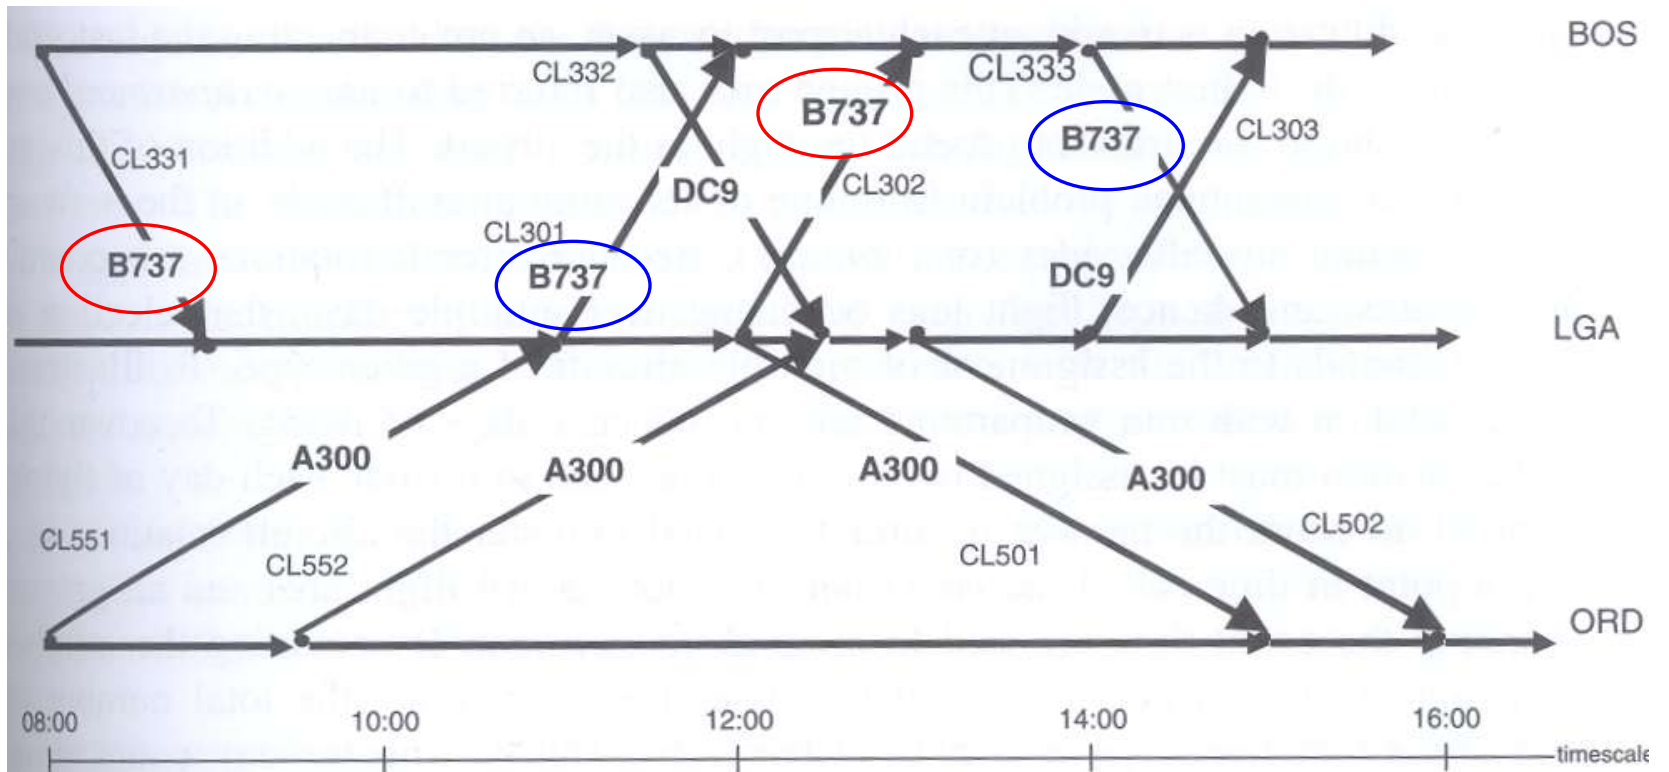 BOS
CL332
CL333
B737
B737
CL303
CL331
DC9
CL302
CL301
B737
B737
DC9
LGA
A300
A300
A300
A300
CL551
CL552
CL501
CL502
ORD
08:00
10:00
12:00
14:00
16:00
timescale